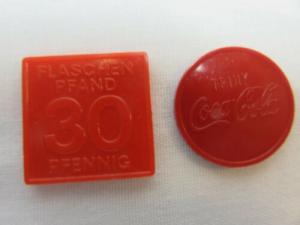 FLASCHEN
PFAND
30
PFENNIG
TRINK
Coca-Cola